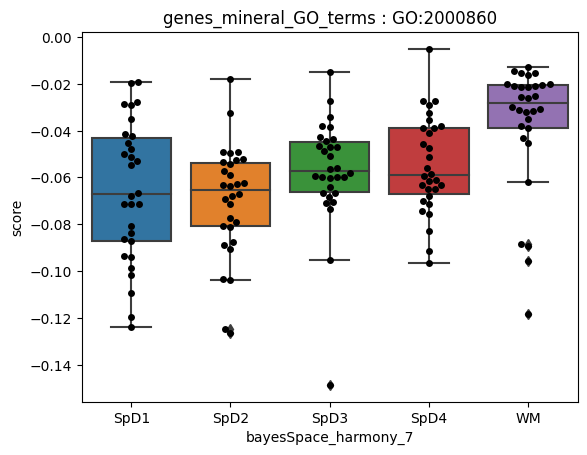 genes_mineral_GO_terms : GO:2000860
0.00
−0.02
−0.04
−0.06
−0.08
−0.10
−0.12
−0.14
score
SpD1 SpD2 SpD3 SpD4 WM
bayesSpace_harmony_7